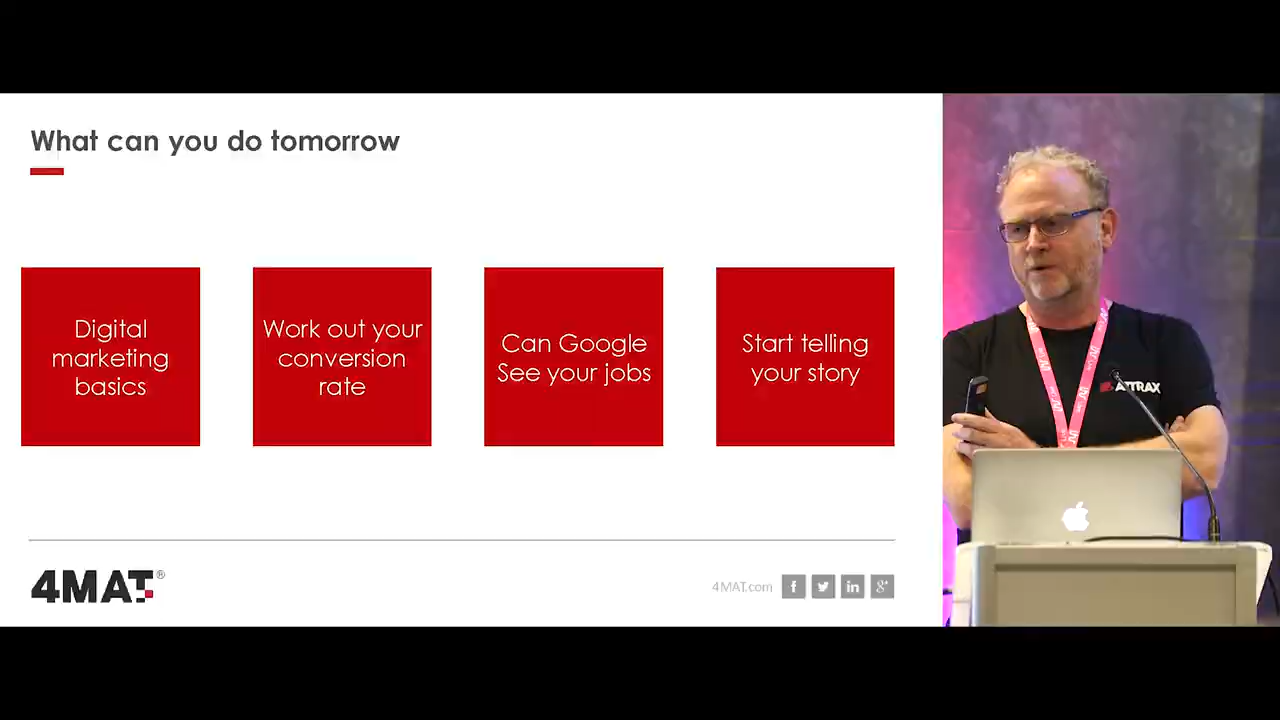 What can you do tomorrow
Digital
marketing
basics
Work out your
conversion
rate
Can Google
See your jobs
Start telling
your story
4MAT®
4MAT.com
ATTRAX